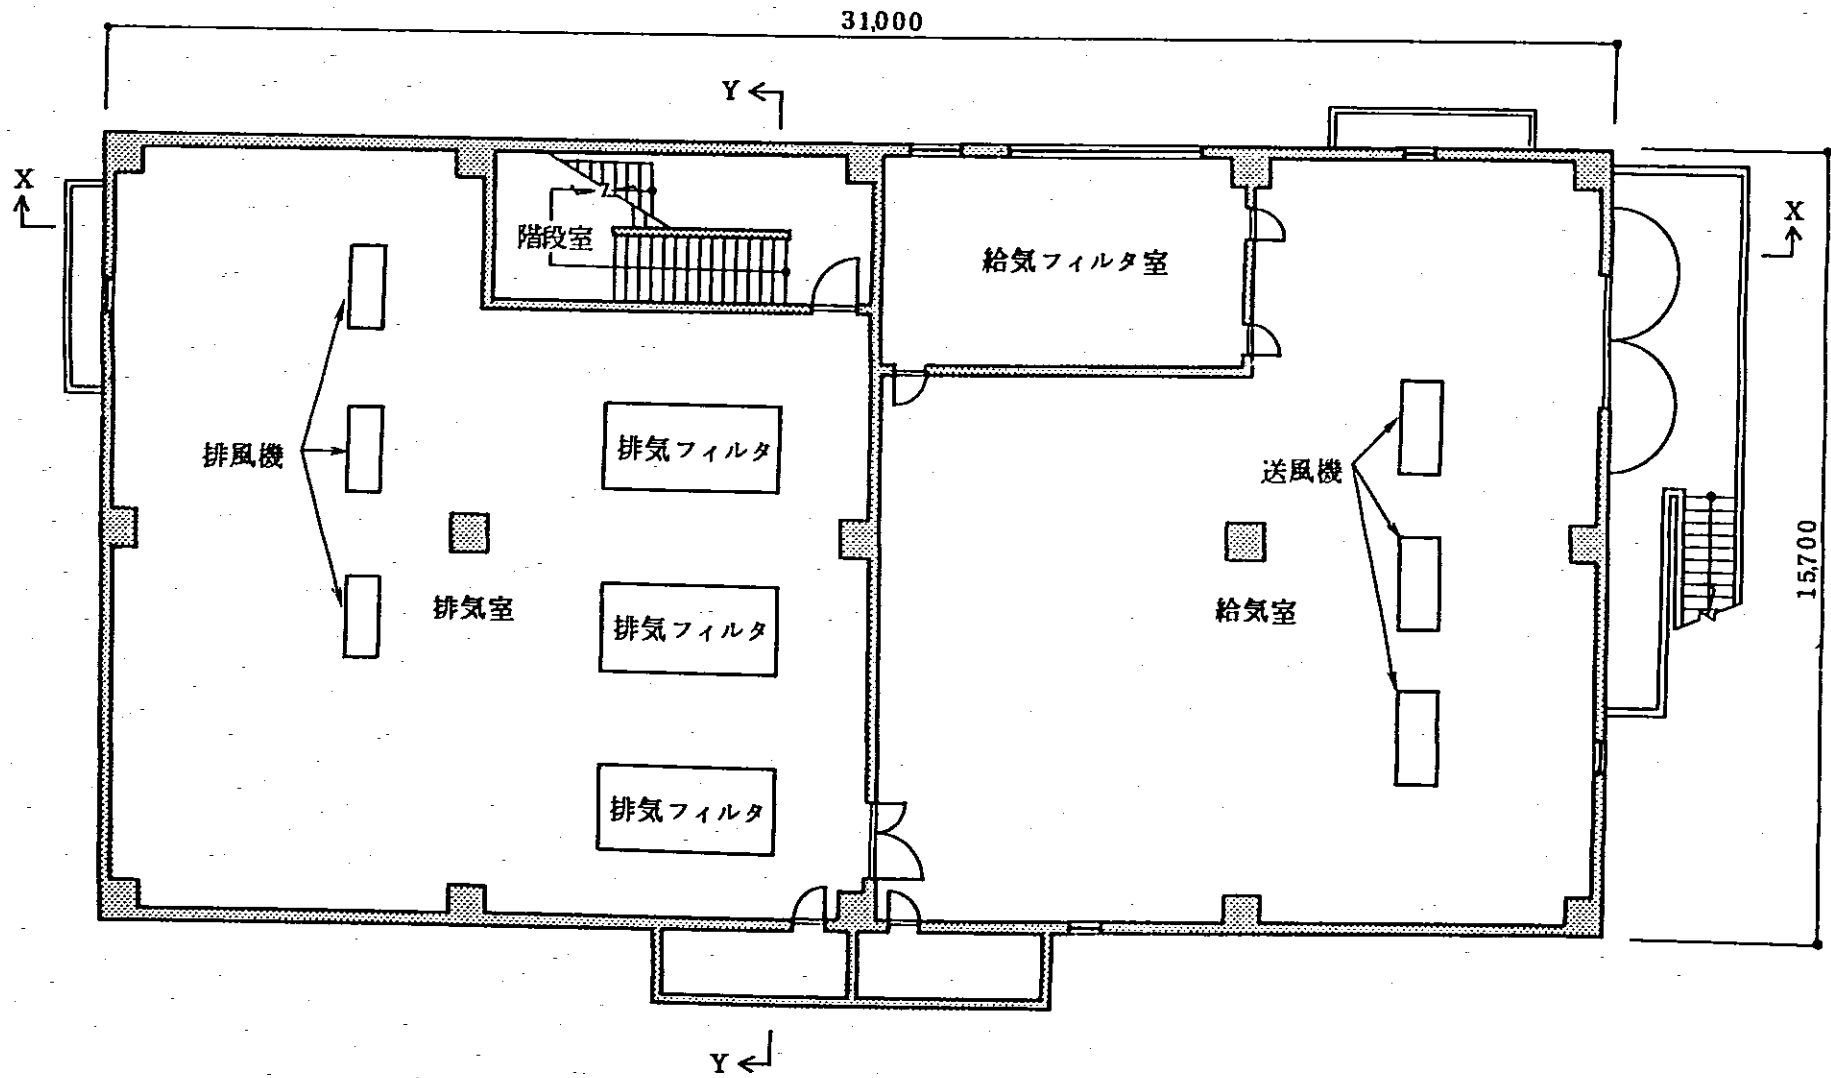 31,000
Y
X
X
階段室
給気フィルタ室
排風機
排気フィルタ
送風機
15,700
排気室
排気フィルタ
給気室
排気フィルタ
Y